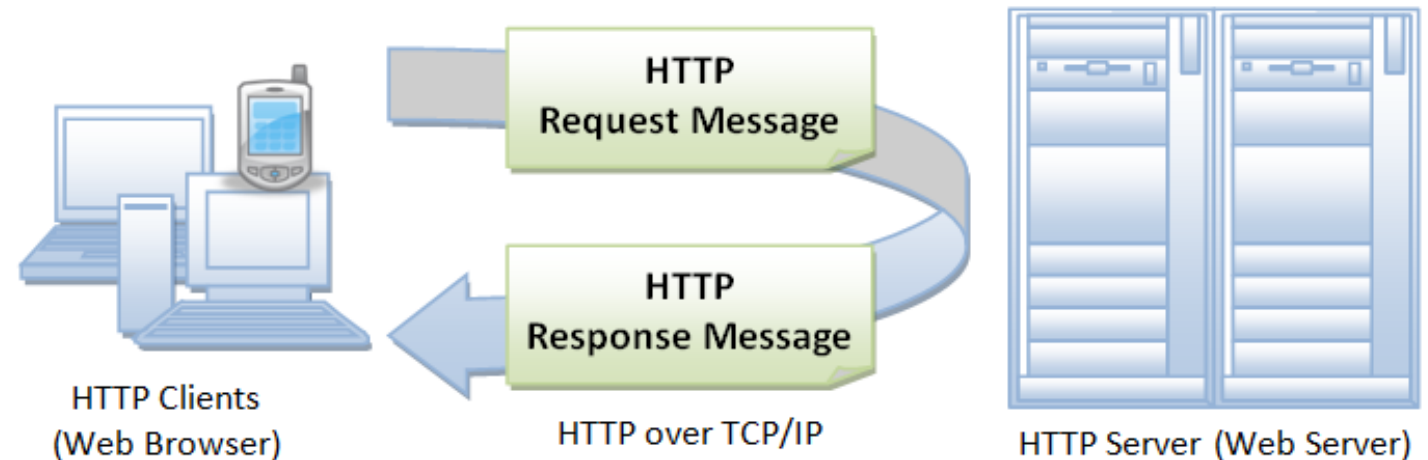 HTTP
Request Message
HTTP
Response Message
HTTP Clients
(Web Browser)
HTTP over TCP/IP
HTTP Server (Web Server)